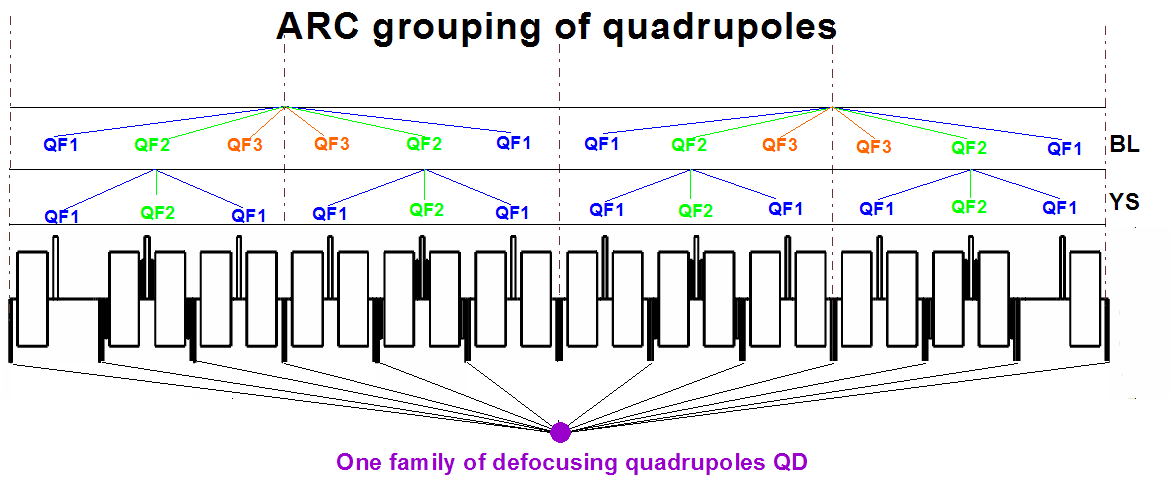 ARC grouping of quadrupoles
QF1 QF2 QF3 QF3 QF2 QF1 QF1 QF2 QF3 QF3 QF2 QF1 BL
QF1 QF2 QF1 QF1 QF2 QF1 QF1 QF2 QF1 QF1 QF2 QF1 YS
One family of defocusing quadrupoles QD